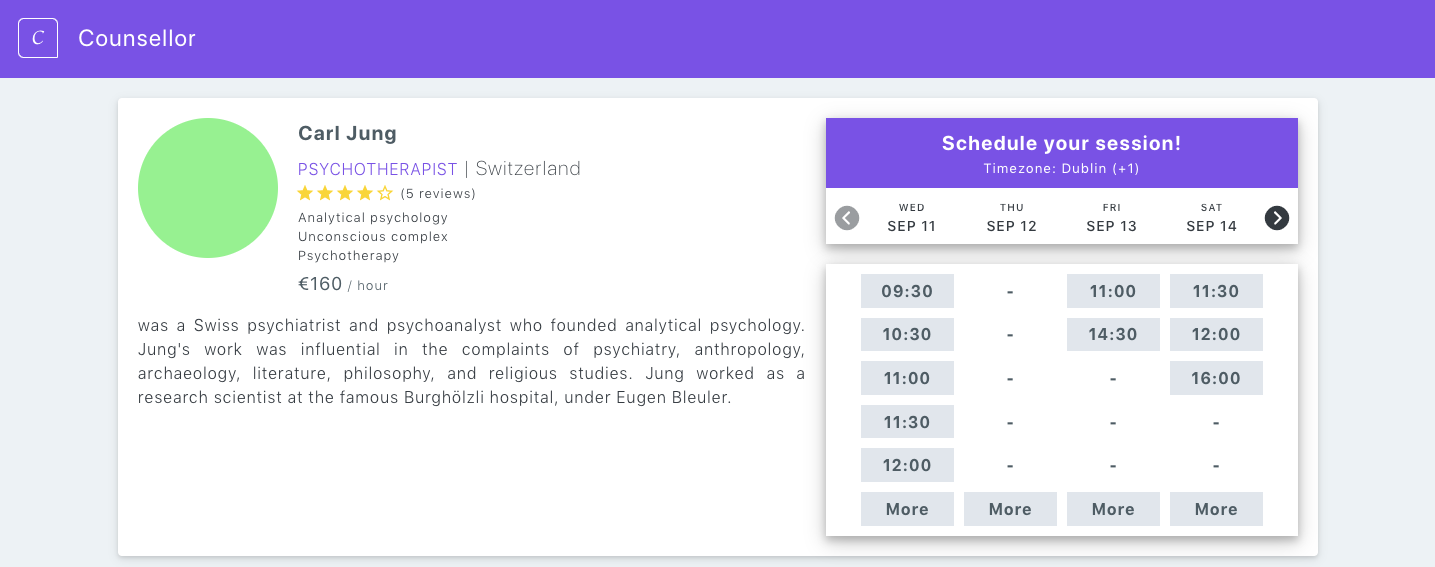 C Counsellor
Carl Jung
PSYCHOTHERAPIST | Switzerland
(5 reviews)
Analytical psychology
Unconscious complex
Psychotherapy
€160 / hour
was a Swiss psychiatrist and psychoanalyst who founded analytical psychology.
Jung's work was influential in the complaints of psychiatry, anthropology,
archaeology, literature, philosophy, and religious studies. Jung worked as a
research scientist at the famous Burghölzli hospital, under Eugen Bleuler.
Schedule your session!
Timezone: Dublin (+1)
WED THU FRI SAT
SEP 11 SEP 12 SEP 13 SEP 14
09:30 - 11:00 11:30
10:30 - 14:30 12:00
11:00 - - 16:00
11:30 - - -
12:00 - - -
More More More More